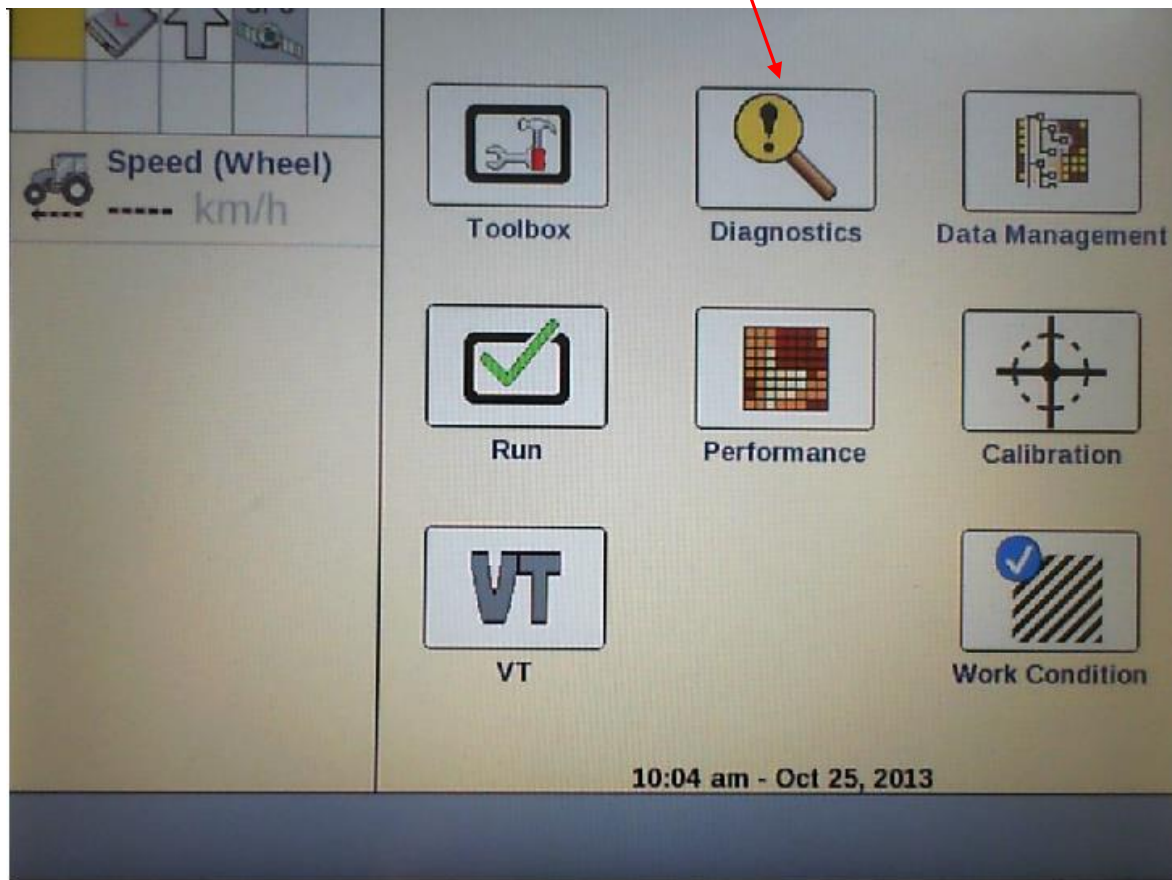 Speed (Wheel)
----- km/h
Toolbox
Diagnostics
Data Management
Run
Performance
Calibration
VT
VT
Work Condition
10:04 am - Oct 25, 2013